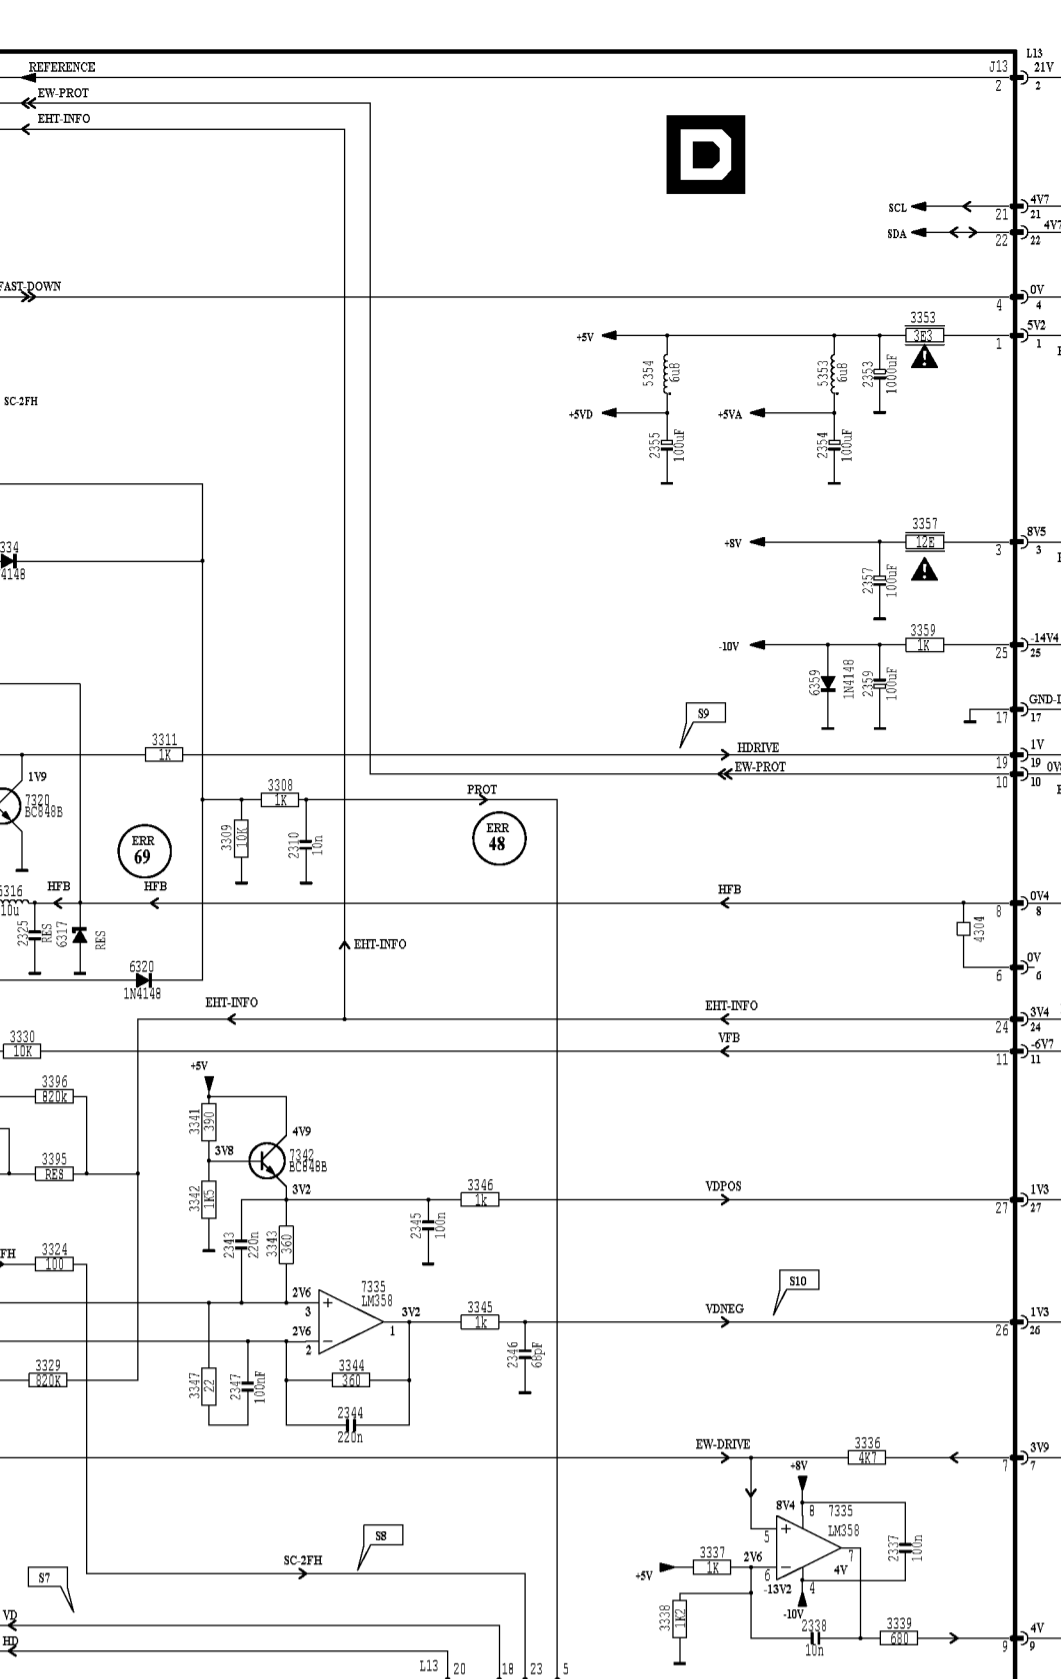 L13
REFERENCE
J13
21V
2
2
EW-PROT
EHT-INFO
D
SCL
4V7
21
21
SDA
4V7
22
22
FAST-DOWN
0V
4
4
3353
3E3
+5V
5V2
1
1
5354
6u8
5353
6u8
2353
1000uF
SC-2FH
+5VD
+5VA
2355
100uF
2354
100uF
3357
12E
+8V
8V5
3
3
334
4148
2357
100uF
3359
1K
-10V
-14V4
25
25
6359
1N4148
2359
100uF
S9
GND-I
17
17
3311
1K
HDRIVE
1V
19
19
EW-PROT
0V
10
10
1V9
7320
BC848B
3308
1K
PROT
3309
10K
2310
10n
ERR
69
ERR
48
5316
10u
HFB
HFB
HFB
0V4
8
8
2325
RES
6317
RES
4304
EHT-INFO
0V
6
6
6320
1N4148
EHT-INFO
EHT-INFO
3V4
24
24
3330
10K
VFB
-6V7
11
11
+5V
3396
820k
3341
390
4V9
3V8
7342
BC848B
3395
RES
3342
1K5
3V2
3346
1k
VDPOS
1V3
27
27
2343
220n
3343
360
2345
100n
FH
3324
100
2V6
3
7335
LM358
S10
3V2
1
3345
1k
VDNEG
1V3
26
26
2V6
2
2346
68pF
3329
820K
3347
22
2347
100nF
3344
360
2344
220n
EW-DRIVE
3336
4K7
3V9
7
7
+8V
8V4
8
7335
LM358
5
2337
100n
S8
SC-2FH
3337
1K
2V6
7
+5V
6
4V
S7
-13V2
4
3338
1K2
-10V
VD
2338
10n
3339
680
4V
9
9
HD
L13
20
18
23
5